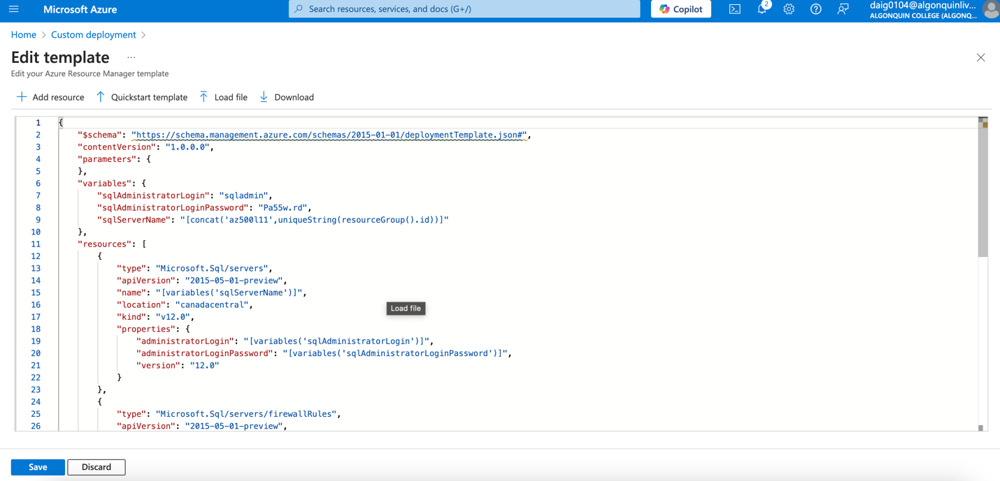 Microsoft Azure
Search resources, services, and docs (G+/)
Copilot
2
daig0104@algonquinliv...
ALGONQUIN COLLEGE (ALGONQ...
Home > Custom deployment >
Edit template ...
Edit your Azure Resource Manager template
Add resource Quickstart template Load file Download
1 {
2 "$schema": "https://schema.management.azure.com/schemas/2015-01-01/deploymentTemplate.json#",
3 "contentVersion": "1.0.0.0",
4 "parameters": {
5 },
6 "variables": {
7 "sqlAdministratorLogin": "sqladmin",
8 "sqlAdministratorLoginPassword": "Pa55w.rd",
9 "sqlServerName": "[concat('az500l11',uniqueString(resourceGroup().id))]"
10 },
11 "resources": [
12 {
13 "type": "Microsoft.Sql/servers",
14 "apiVersion": "2015-05-01-preview",
15 "name": "[variables('sqlServerName')]",
16 "location": "canadacentral",
17 "kind": "v12.0",
18 "properties": {
19 "administratorLogin": "[variables('sqlAdministratorLogin')]",
20 "administratorLoginPassword": "[variables('sqlAdministratorLoginPassword')]",
21 "version": "12.0"
22 }
23 },
24 {
25 "type": "Microsoft.Sql/servers/firewallRules",
26 "apiVersion": "2015-05-01-preview",
Load file
Save Discard